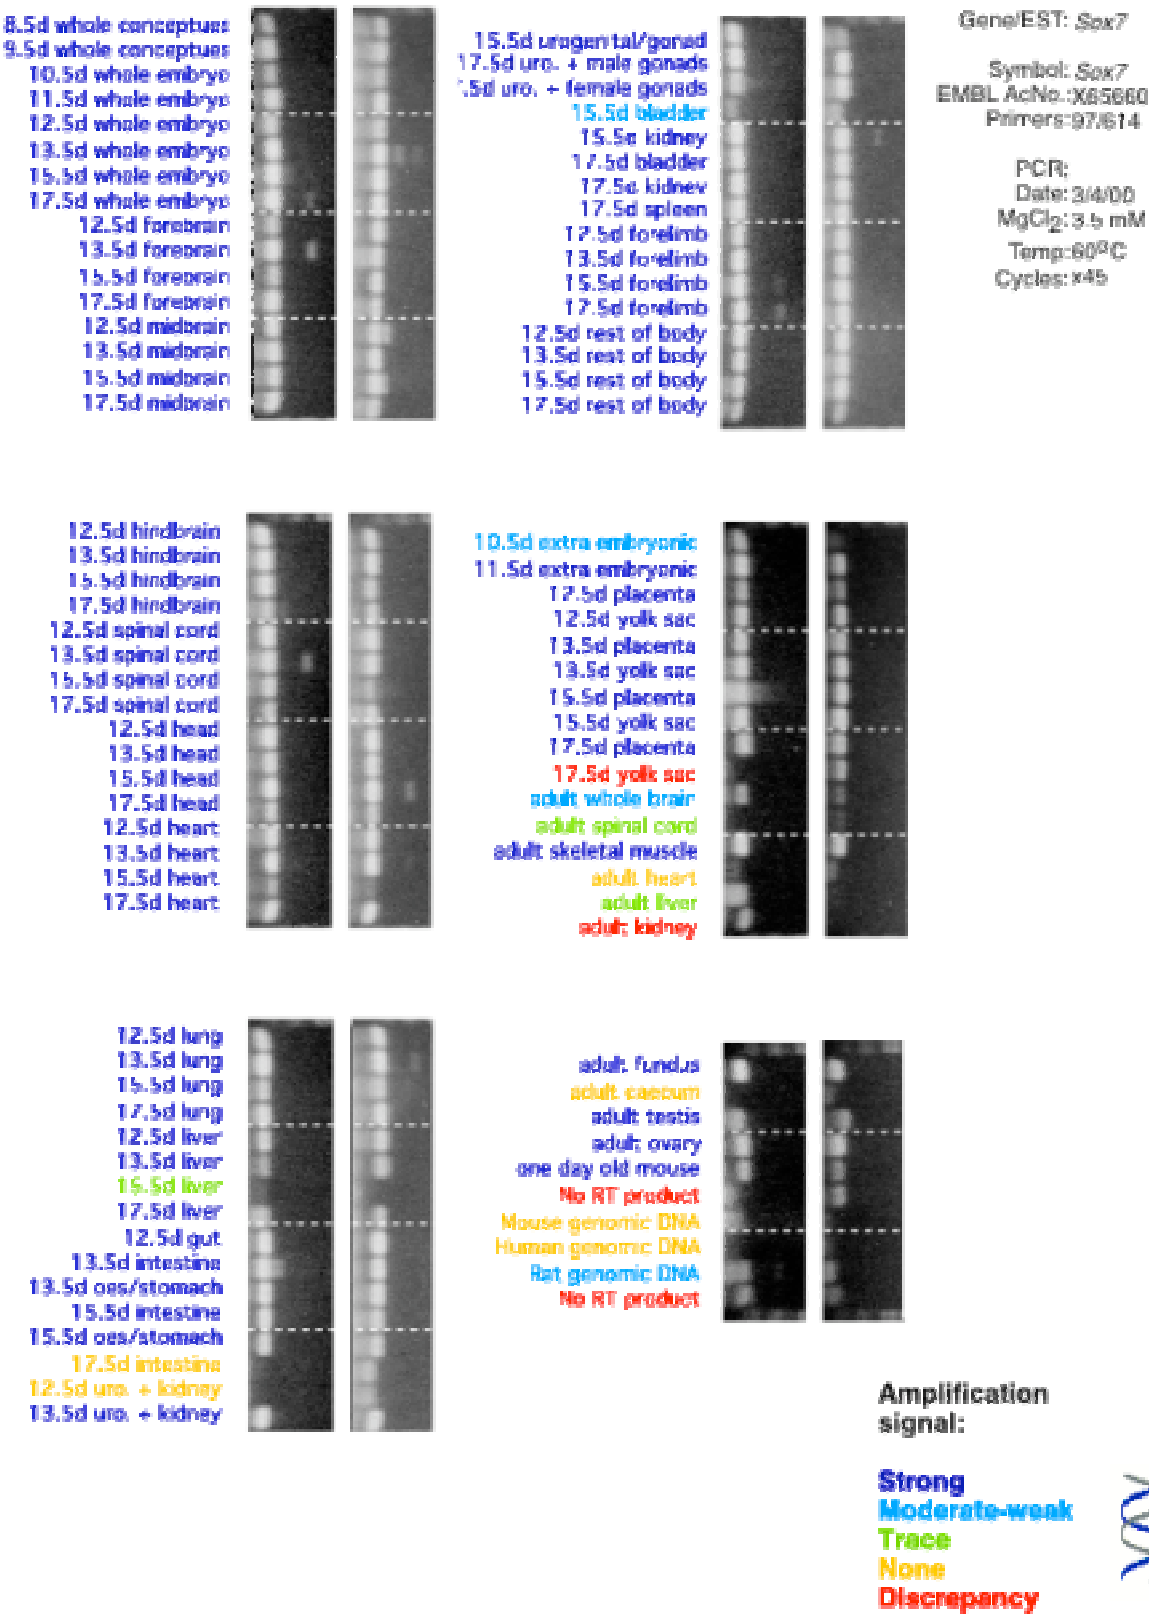 8.5d whole conceptues
9.5d whole conceptues
10.5d whole embryo
11.5d whole embryo
12.5d whole embryo
13.5d whole embryo
15.5d whole embryo
17.5d whole embryo
12.5d forebrain
13.5d forebrain
15.5d forebrain
17.5d forebrain
12.5d midbrain
13.5d midbrain
15.5d midbrain
17.5d midbrain
15.5d urogenital/gonad
17.5d uro. + male gonads
.5d uro. + female gonads
15.5d bladder
15.5d kidney
17.5d bladder
17.5d kidney
17.5d spleen
12.5d forelimb
13.5d forelimb
15.5d forelimb
17.5d forelimb
12.5d rest of body
13.5d rest of body
15.5d rest of body
17.5d rest of body
Gene/EST: Sox7
Symbol: Sox7
EMBL AcNo.: X65660
Primers: 97/614
PCR:
Date: 3/4/00
MgCl2: 3.5 mM
Temp: 60ºC
Cycles: x45
12.5d hindbrain
13.5d hindbrain
15.5d hindbrain
17.5d hindbrain
12.5d spinal cord
13.5d spinal cord
15.5d spinal cord
17.5d spinal cord
12.5d head
13.5d head
15.5d head
17.5d head
12.5d heart
13.5d heart
15.5d heart
17.5d heart
10.5d extra embryonic
11.5d extra embryonic
12.5d placenta
12.5d yolk sac
13.5d placenta
13.5d yolk sac
15.5d placenta
15.5d yolk sac
17.5d placenta
17.5d yolk sac
adult whole brain
adult spinal cord
adult skeletal muscle
adult heart
adult liver
adult kidney
12.5d lung
13.5d lung
15.5d lung
17.5d lung
12.5d liver
13.5d liver
15.5d liver
17.5d liver
12.5d gut
13.5d intestine
13.5d oes/stomach
15.5d intestine
15.5d oes/stomach
17.5d intestine
12.5d uro. + kidney
13.5d uro. + kidney
adult fundus
adult caecum
adult testis
adult ovary
one day old mouse
No RT product
Mouse genomic DNA
Human genomic DNA
Rat genomic DNA
No RT product
Amplification
signal:
Strong
Moderate-weak
Trace
None
Discrepancy